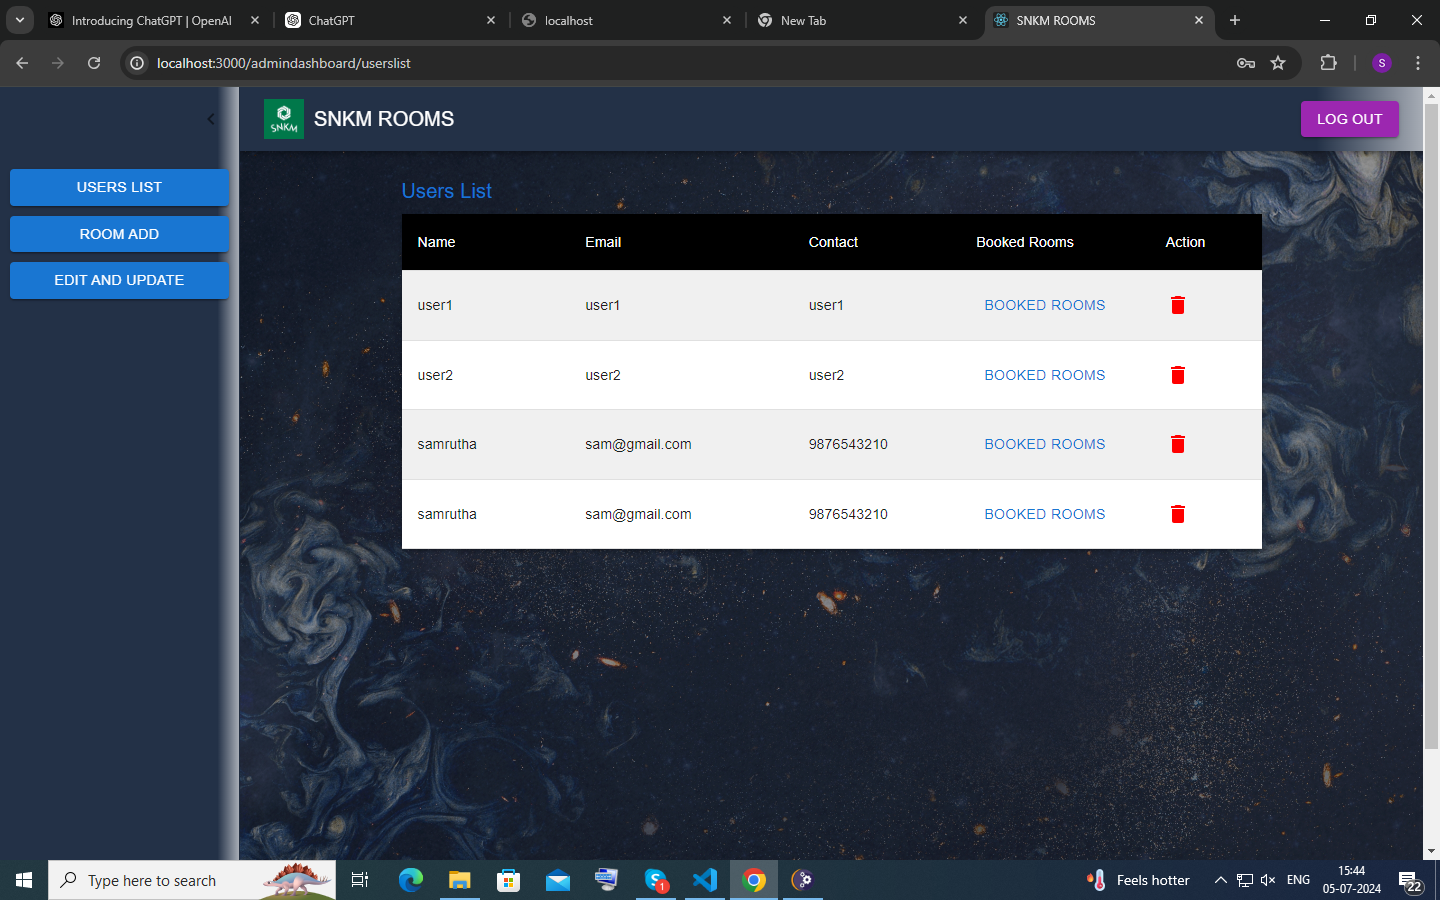 Introducing ChatGPT | OpenAI
ChatGPT
localhost
New Tab
SNKM ROOMS
localhost:3000/admindashboard/userslist
S
SNKM
SNKM ROOMS
LOG OUT
USERS LIST
ROOM ADD
EDIT AND UPDATE
Users List
Name Email Contact Booked Rooms Action
user1 user1 user1 BOOKED ROOMS
user2 user2 user2 BOOKED ROOMS
samrutha sam@gmail.com 9876543210 BOOKED ROOMS
samrutha sam@gmail.com 9876543210 BOOKED ROOMS
Type here to search
1
Feels hotter
ENG
15:44
05-07-2024
22